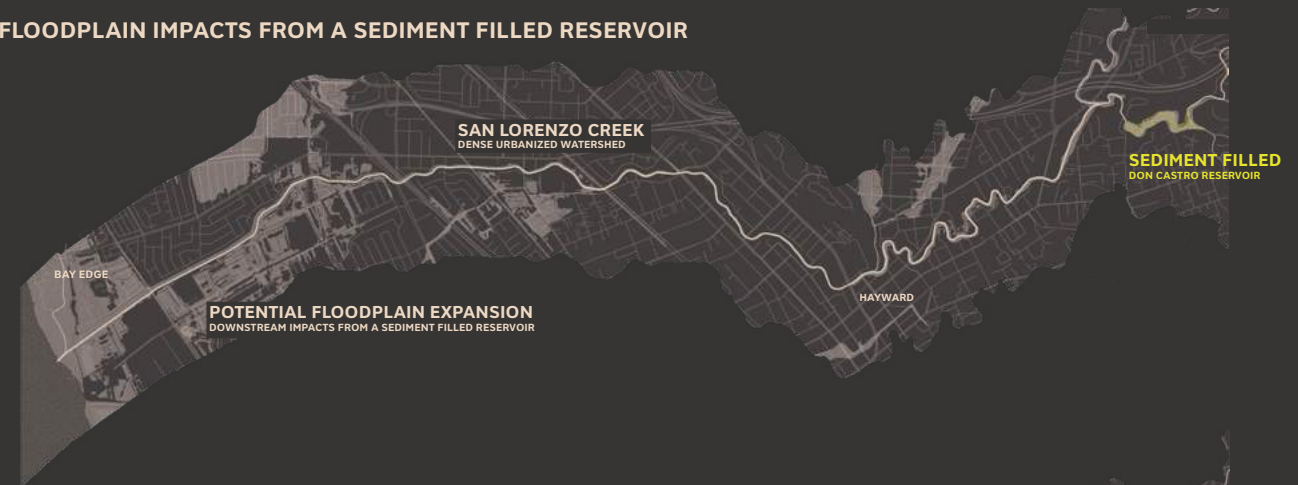 FLOODPLAIN IMPACTS FROM A SEDIMENT FILLED RESERVOIR
SAN LORENZO CREEK
DENSE URBANIZED WATERSHED
SEDIMENT FILLED
DON CASTRO RESERVOIR
BAY EDGE
HAYWARD
POTENTIAL FLOODPLAIN EXPANSION
DOWNSTREAM IMPACTS FROM A SEDIMENT FILLED RESERVOIR